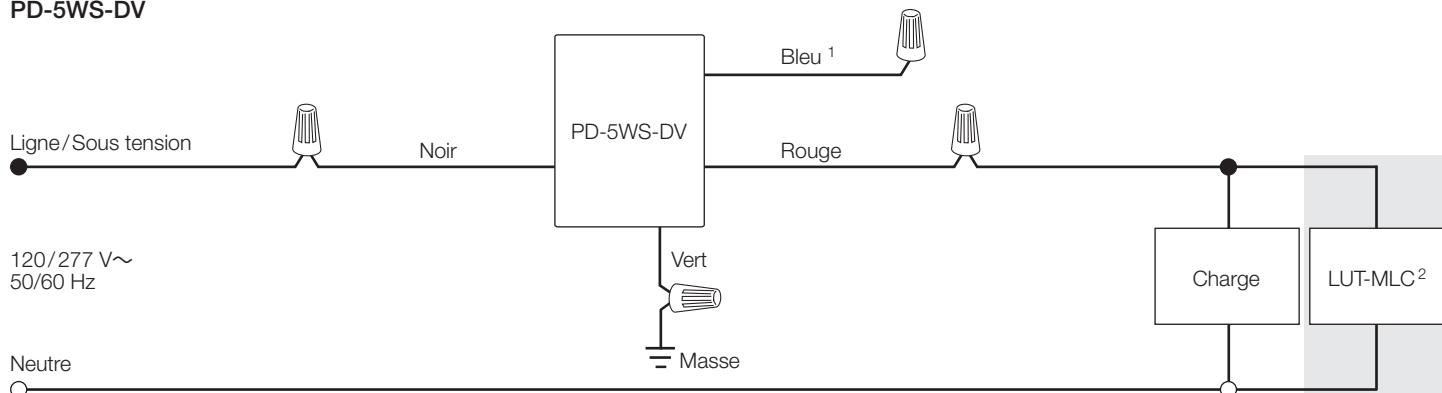 PD-5WS-DV
Bleu 1
PD-5WS-DV
Ligne/Sous tension
Noir
Rouge
120/277 V~
50/60 Hz
Vert
Charge
LUT-MLC 2
Masse
Neutre